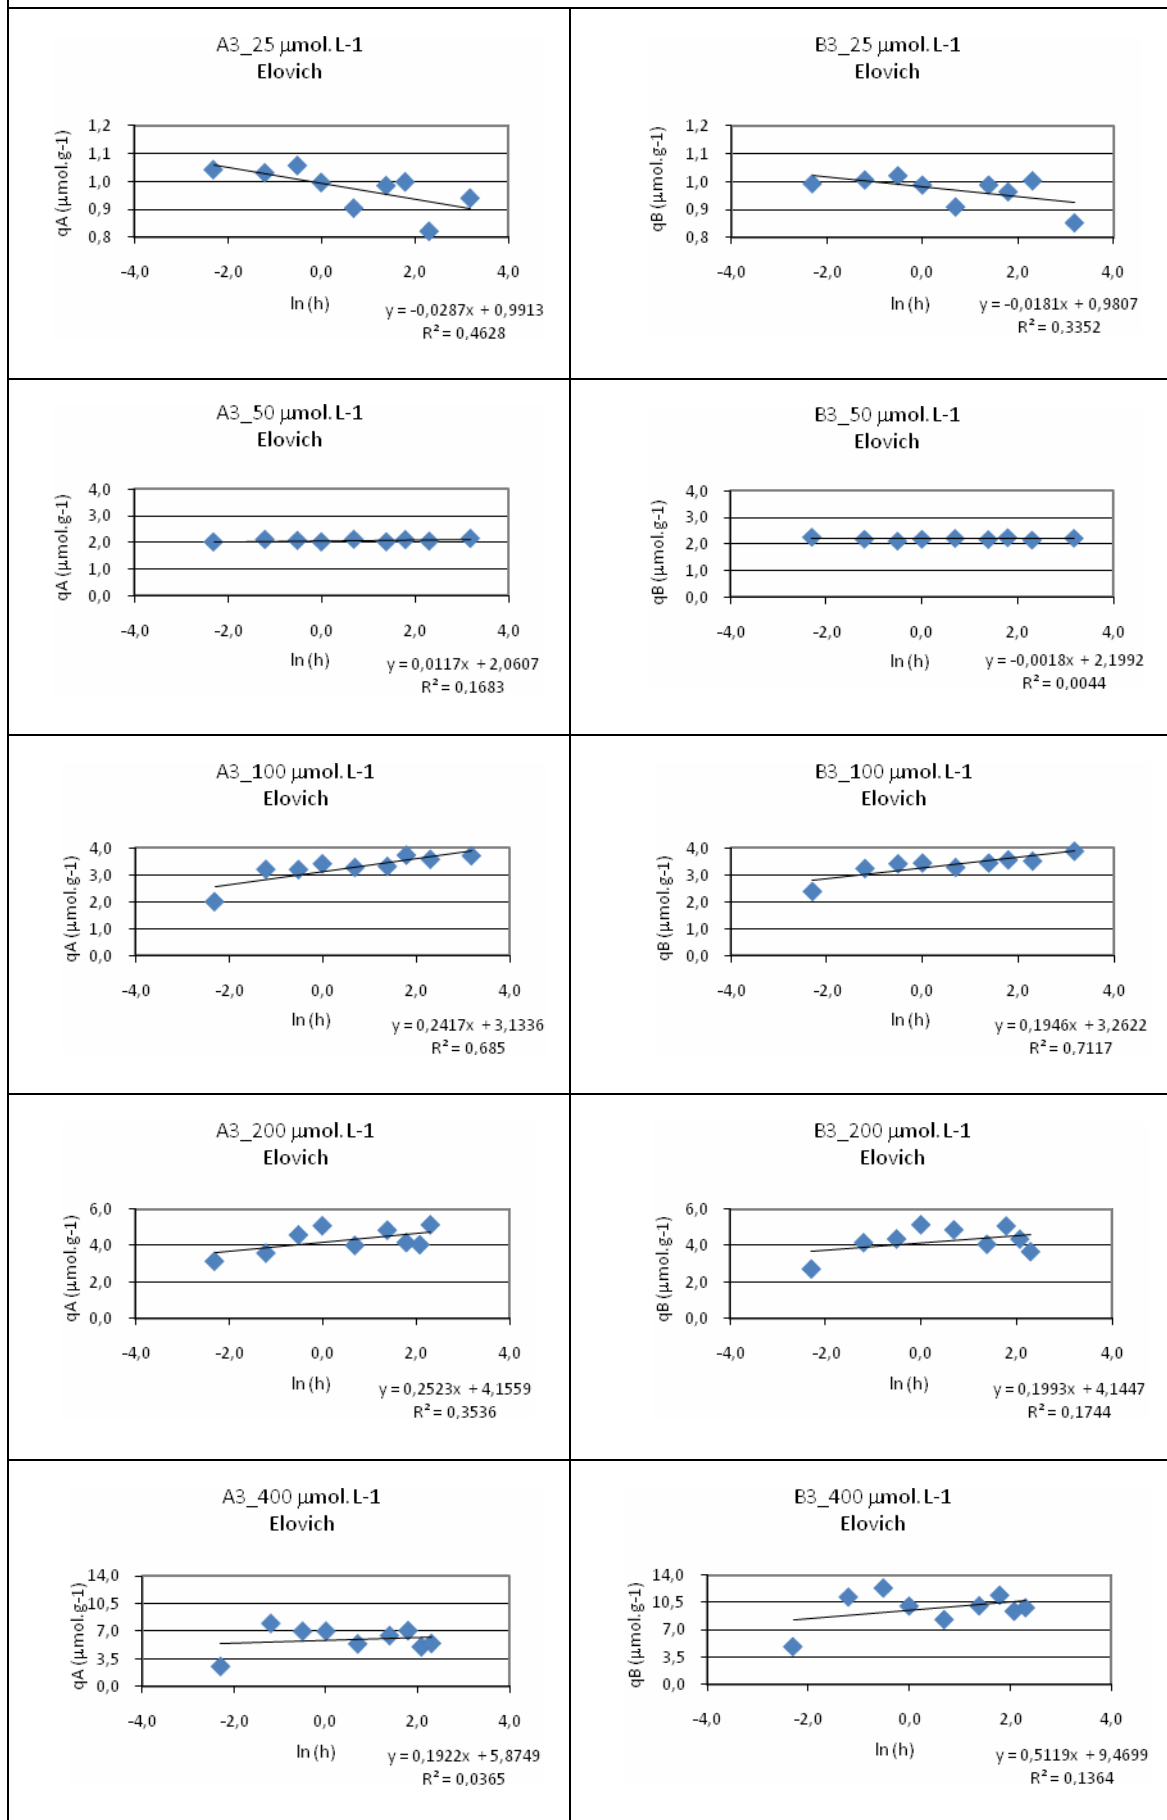 A3_25 μmol. L-1
Elovich
qA (μmol.g-1)
1,2
1,1
1,0
0,9
0,8
-4,0 -2,0 0,0 2,0 4,0
ln (h)
y = -0,0287x + 0,9913
R² = 0,4628
B3_25 μmol. L-1
Elovich
qB (μmol.g-1)
1,2
1,1
1,0
0,9
0,8
-4,0 -2,0 0,0 2,0 4,0
ln (h)
y = -0,0181x + 0,9807
R² = 0,3352
A3_50 μmol. L-1
Elovich
qA (μmol.g-1)
4,0
3,0
2,0
1,0
0,0
-4,0 -2,0 0,0 2,0 4,0
ln (h)
y = 0,0117x + 2,0607
R² = 0,1683
B3_50 μmol. L-1
Elovich
qB (μmol.g-1)
4,0
3,0
2,0
1,0
0,0
-4,0 -2,0 0,0 2,0 4,0
ln (h)
y = -0,0018x + 2,1992
R² = 0,0044
A3_100 μmol. L-1
Elovich
qA (μmol.g-1)
4,0
3,0
2,0
1,0
0,0
-4,0 -2,0 0,0 2,0 4,0
ln (h)
y = 0,2417x + 3,1336
R² = 0,685
B3_100 μmol. L-1
Elovich
qB (μmol.g-1)
4,0
3,0
2,0
1,0
0,0
-4,0 -2,0 0,0 2,0 4,0
ln (h)
y = 0,1946x + 3,2622
R² = 0,7117
A3_200 μmol. L-1
Elovich
qA (μmol.g-1)
6,0
4,0
2,0
0,0
-4,0 -2,0 0,0 2,0 4,0
ln (h)
y = 0,2523x + 4,1559
R² = 0,3536
B3_200 μmol. L-1
Elovich
qB (μmol.g-1)
6,0
4,0
2,0
0,0
-4,0 -2,0 0,0 2,0 4,0
ln (h)
y = 0,1993x + 4,1447
R² = 0,1744
A3_400 μmol. L-1
Elovich
qA (μmol.g-1)
14,0
10,5
7,0
3,5
0,0
-4,0 -2,0 0,0 2,0 4,0
ln (h)
y = 0,1922x + 5,8749
R² = 0,0365
B3_400 μmol. L-1
Elovich
qB (μmol.g-1)
14,0
10,5
7,0
3,5
0,0
-4,0 -2,0 0,0 2,0 4,0
ln (h)
y = 0,5119x + 9,4699
R² = 0,1364